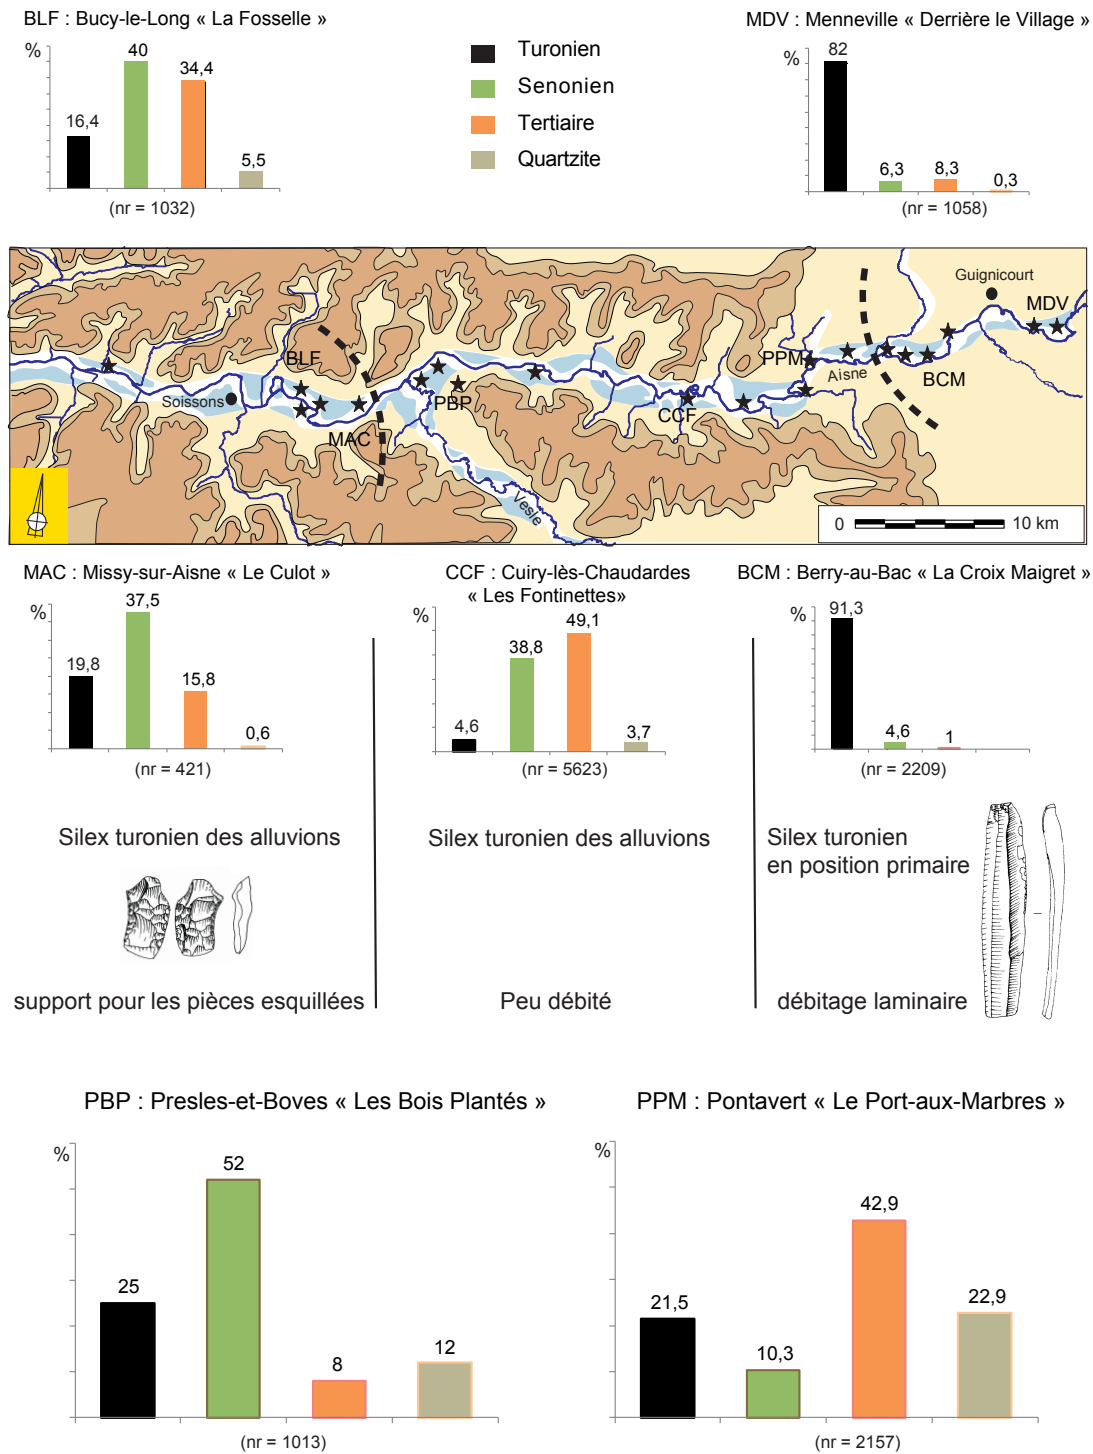 BLF : Bucy-le-Long « La Fosselle »
%
16,4
40
34,4
5,5
(nr = 1032)
Turonien
Senonien
Tertiaire
Quartzite
MDV : Menneville « Derrière le Village »
%
82
6,3
8,3
0,3
(nr = 1058)
Guignicourt
MDV
BLF
PPM
Aisne
BCM
Soissons
PBP
CCF
MAC
Vesle
0
10 km
MAC : Missy-sur-Aisne « Le Culot »
%
19,8
37,5
15,8
0,6
(nr = 421)
CCF : Cuiry-lès-Chaudardes
« Les Fontinettes»
%
4,6
38,8
49,1
3,7
(nr = 5623)
BCM : Berry-au-Bac « La Croix Maigret »
%
91,3
4,6
1
(nr = 2209)
Silex turonien des alluvions
support pour les pièces esquillées
Silex turonien des alluvions
Peu débité
Silex turonien
en position primaire
débitage laminaire
PBP : Presles-et-Boves « Les Bois Plantés »
%
25
52
8
12
(nr = 1013)
PPM : Pontavert « Le Port-aux-Marbres »
%
21,5
10,3
42,9
22,9
(nr = 2157)